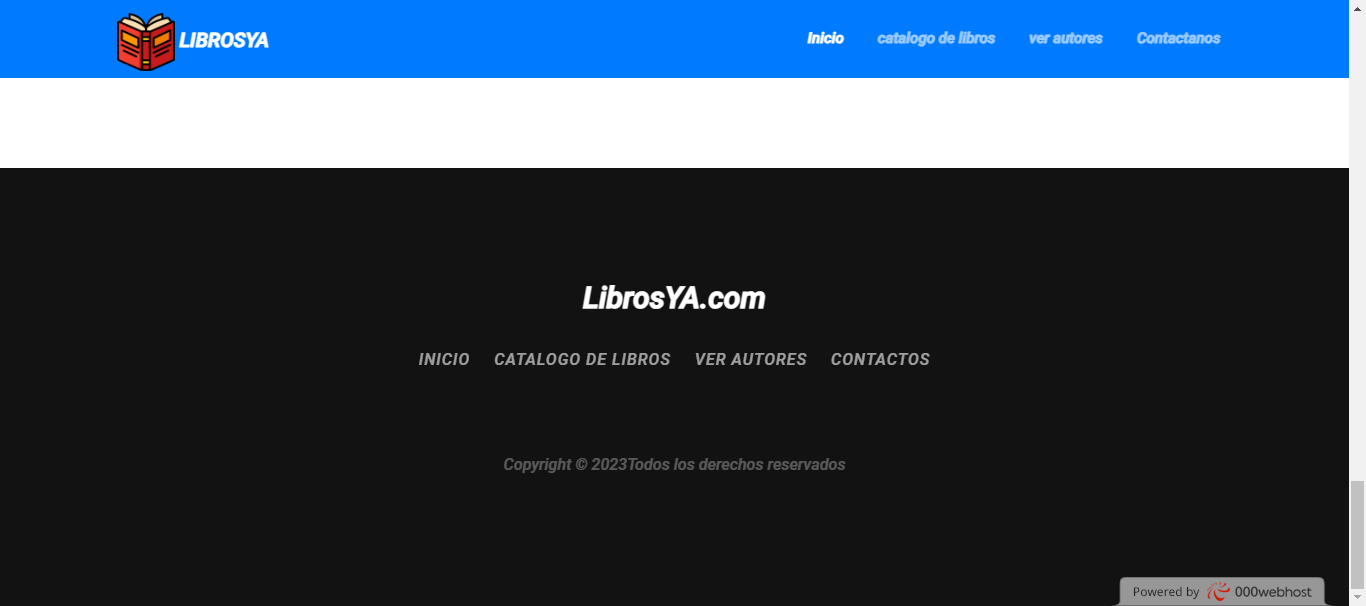 LIBROSYA
Inicio catalogo de libros ver autores Contactanos
LibrosYA.com
INICIO CATALOGO DE LIBROS VER AUTORES CONTACTOS
Copyright © 2023Todos los derechos reservados
Powered by 000webhost